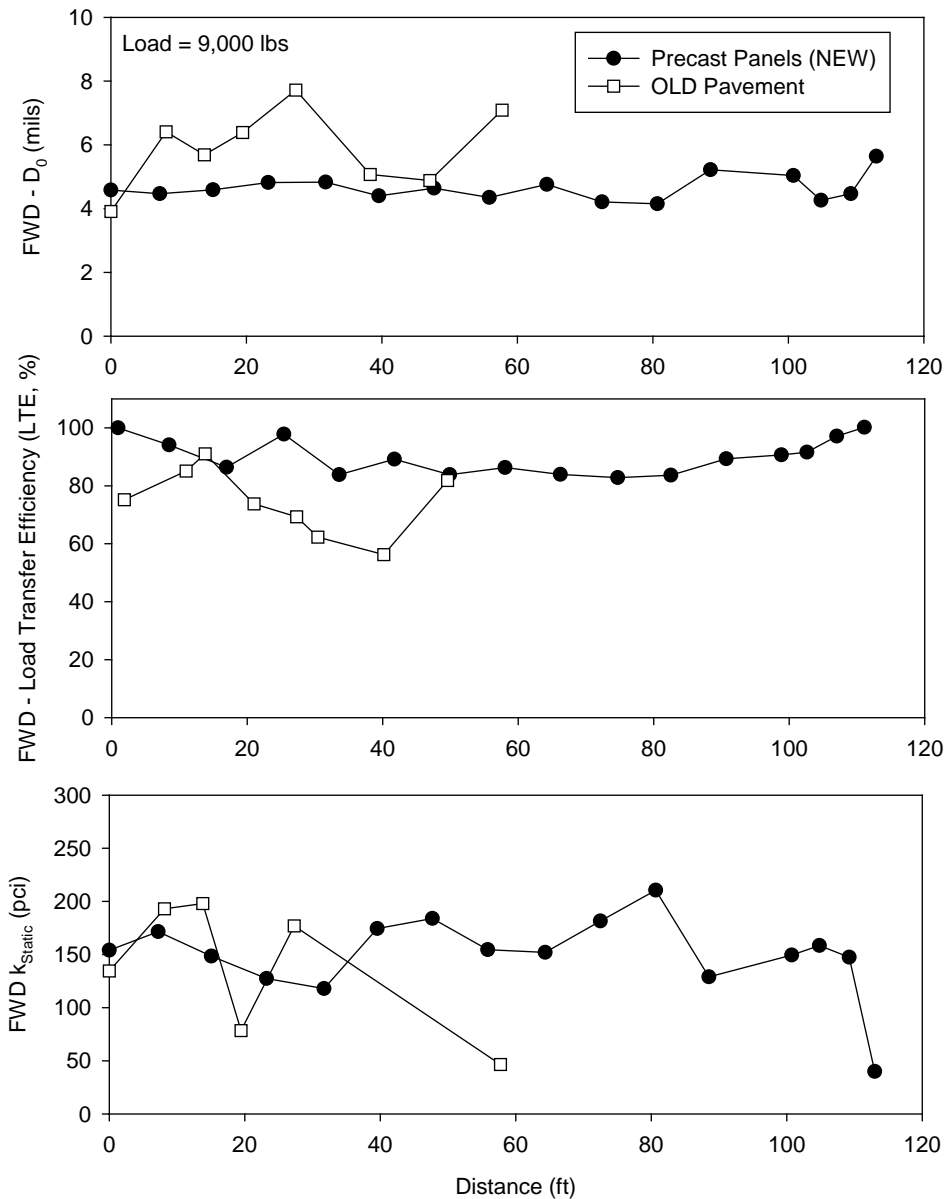 Load = 9,000 lbs
Precast Panels (NEW)
OLD Pavement
FWD - D0 (mils)
10
8
6
4
2
0
0 20 40 60 80 100 120
FWD - Load Transfer Efficiency (LTE, %)
100
80
60
40
20
0
0 20 40 60 80 100 120
FWD kStatic (pci)
300
250
200
150
100
50
0
0 20 40 60 80 100 120
Distance (ft)